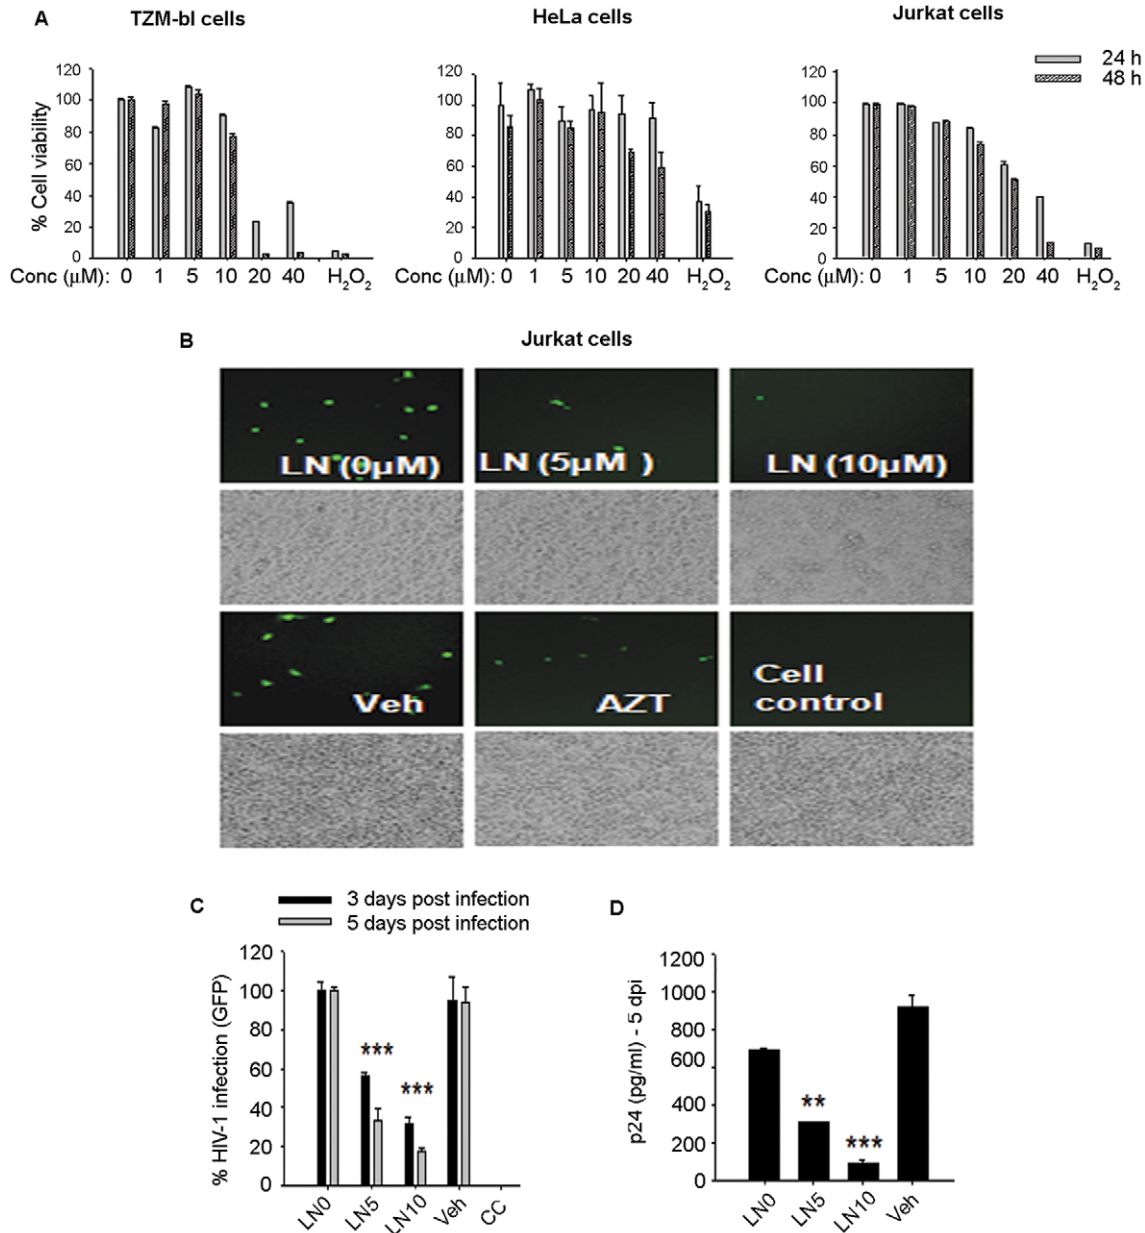 A
TZM-bl cells
HeLa cells
Jurkat cells
24 h
48 h
% Cell viability
120
100
80
60
40
20
0
Conc (μM): 0 1 5 10 20 40 H2O2
120
100
80
60
40
20
0
Conc (μM): 0 1 5 10 20 40 H2O2
120
100
80
60
40
20
0
Conc (μM): 0 1 5 10 20 40 H2O2
B
Jurkat cells
LN (0μM)
LN (5μM )
LN (10μM)
Veh
AZT
Cell
control
C
3 days post infection
5 days post infection
% HIV-1 infection (GFP)
120
100
80
60
40
20
0
***
***
LN0
LN5
LN10
Veh
CC
D
p24 (pg/ml) - 5 dpi
1200
1000
800
600
400
200
0
**
***
LN0
LN5
LN10
Veh